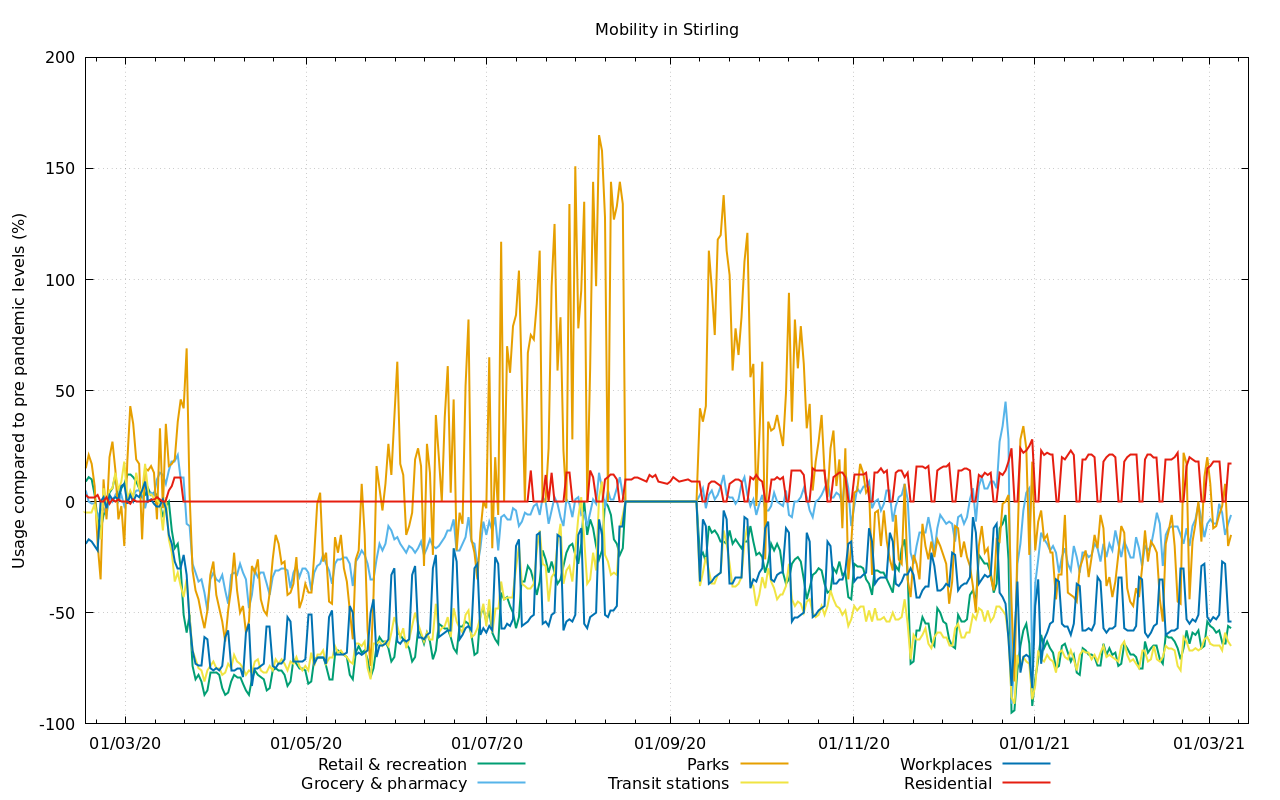 Mobility in Stirling
Usage compared to pre pandemic levels (%)
200
150
100
50
0
-50
-100
01/03/20 01/05/20 01/07/20 01/09/20 01/11/20 01/01/21 01/03/21
Retail & recreation Parks Workplaces
Grocery & pharmacy Transit stations Residential